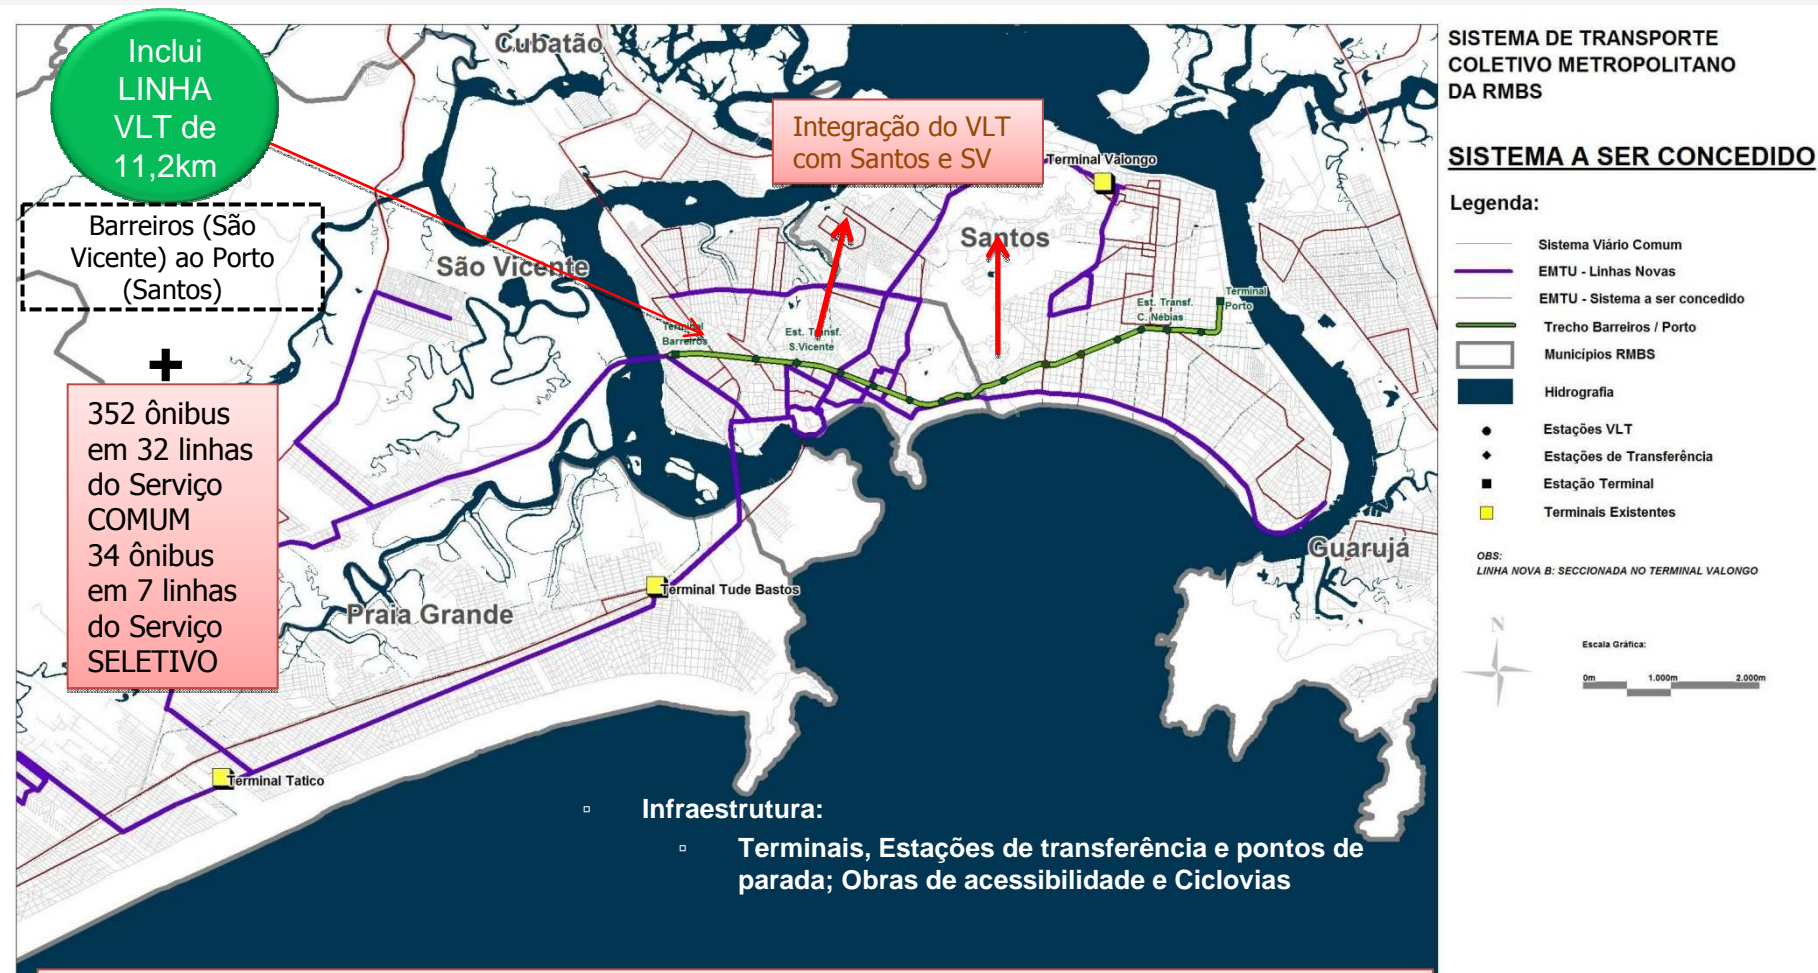 Inclui
LINHA
VLT de
11,2km
Barreiros (São
Vicente) ao Porto
(Santos)
+
352 ônibus
em 32 linhas
do Serviço
COMUM
34 ônibus
em 7 linhas
do Serviço
SELETIVO
Cubatão
Integração do VLT
com Santos e SV
Terminal Valongo
Santos
São Vicente
Terminal
Barreiros
Est. Transf.
S.Vicente
Est. Transf.
C. Nébias
Terminal
Porto
Guarujá
Terminal Tude Bastos
Praia Grande
Terminal Tatico
Infraestrutura:
Terminais, Estações de transferência e pontos de
parada; Obras de acessibilidade e Ciclovias
SISTEMA DE TRANSPORTE
COLETIVO METROPOLITANO
DA RMBS
SISTEMA A SER CONCEDIDO
Legenda:
Sistema Viário Comum
EMTU - Linhas Novas
EMTU - Sistema a ser concedido
Trecho Barreiros / Porto
Municípios RMBS
Hidrografia
Estações VLT
Estações de Transferência
Estação Terminal
Terminais Existentes
OBS:
LINHA NOVA B: SECCIONADA NO TERMINAL VALONGO
N
Escala Gráfica:
0m 1.000m 2.000m